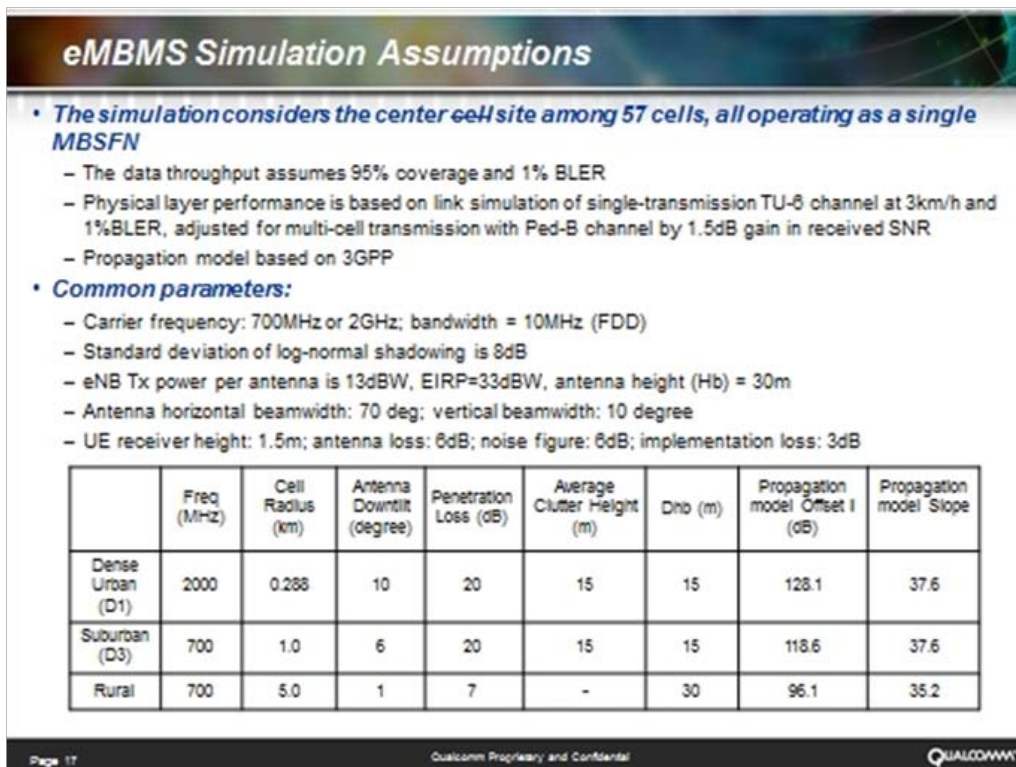 eMBMS Simulation Assumptions
• The simulation considers the center cell site among 57 cells, all operating as a single
MBSFN
– The data throughput assumes 95% coverage and 1% BLER
– Physical layer performance is based on link simulation of single-transmission TU-6 channel at 3km/h and
1%BLER, adjusted for multi-cell transmission with Ped-B channel by 1.5dB gain in received SNR
– Propagation model based on 3GPP
• Common parameters:
– Carrier frequency: 700MHz or 2GHz; bandwidth = 10MHz (FDD)
– Standard deviation of log-normal shadowing is 8dB
– eNB Tx power per antenna is 13dBW, EIRP=33dBW, antenna height (Hb) = 30m
– Antenna horizontal beamwidth: 70 deg; vertical beamwidth: 10 degree
– UE receiver height: 1.5m; antenna loss: 6dB; noise figure: 6dB; implementation loss: 3dB
Freq (MHz) Cell Radius (km) Antenna Downtilt (degree) Penetration Loss (dB) Average Clutter Height (m) Dhb (m) Propagation model Offset I (dB) Propagation model Slope
Dense Urban (D1) 2000 0.288 10 20 15 15 128.1 37.6
Suburban (D3) 700 1.0 6 20 15 15 118.6 37.6
Rural 700 5.0 1 7 - 30 96.1 35.2
Page 17 Qualcomm Proprietary and Confidential QUALCOMM